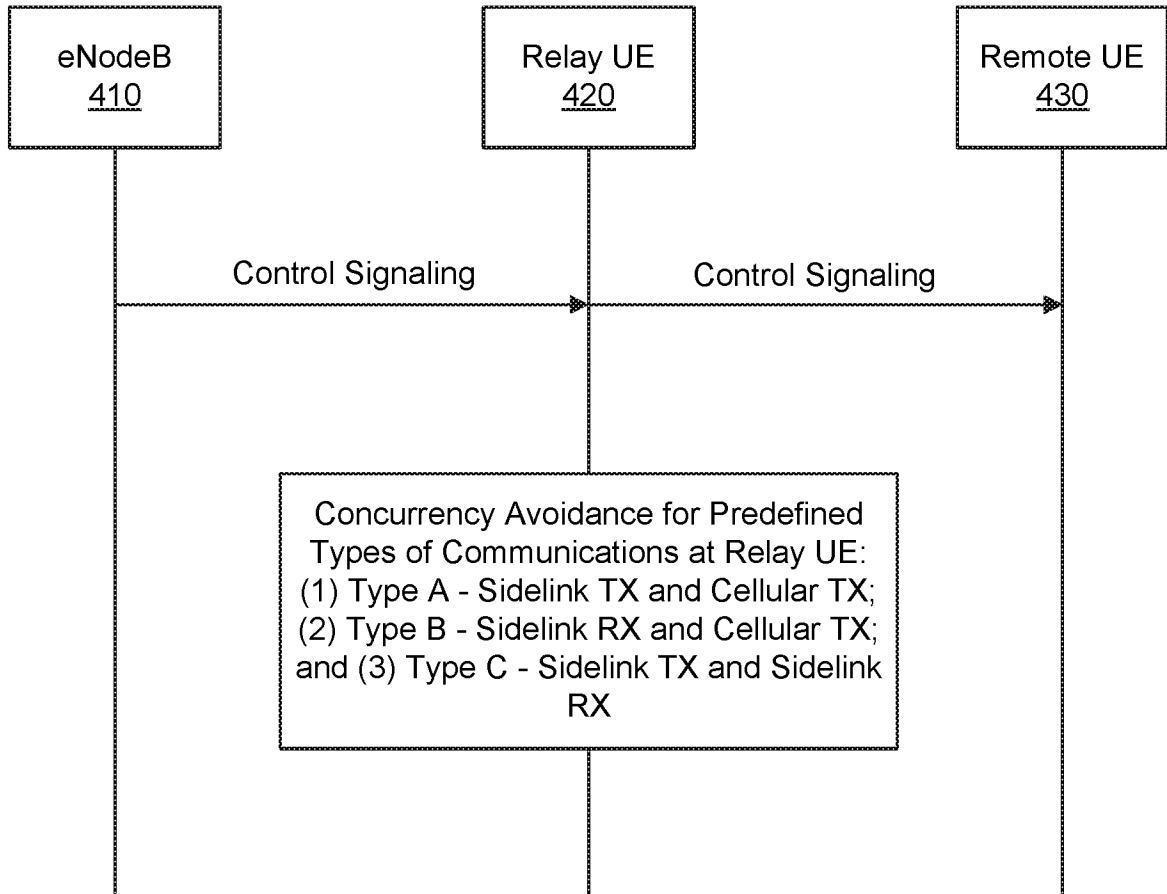 eNodeB
410
Relay UE
420
Remote UE
430
Control Signaling
Control Signaling
Concurrency Avoidance for Predefined
Types of Communications at Relay UE:
(1) Type A - Sidelink TX and Cellular TX;
(2) Type B - Sidelink RX and Cellular TX;
and (3) Type C - Sidelink TX and Sidelink
RX